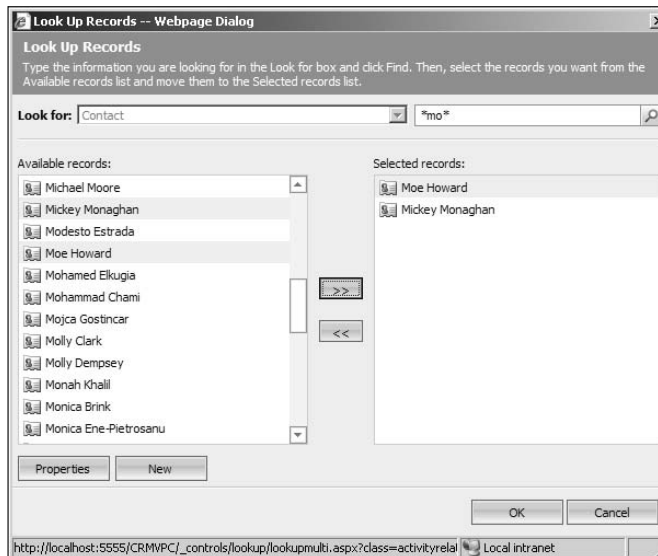 Look Up Records -- Webpage Dialog
Look Up Records
Type the information you are looking for in the Look for box and click Find. Then, select the records you want from the
Available records list and move them to the Selected records list.
Look for: Contact
*mo*
Available records:
Michael Moore
Mickey Monaghan
Modesto Estrada
Moe Howard
Mohamed Elkugia
Mohammad Chami
Mojca Gostincar
Molly Clark
Molly Dempsey
Monah Khalil
Monica Brink
Monica Ene-Pietrosanu
>>
<<
Selected records:
Moe Howard
Mickey Monaghan
Properties
New
OK
Cancel
http://localhost:5555/CRMVPC/_controls/lookup/lookupmulti.aspx?class=activityrelat
Local intranet